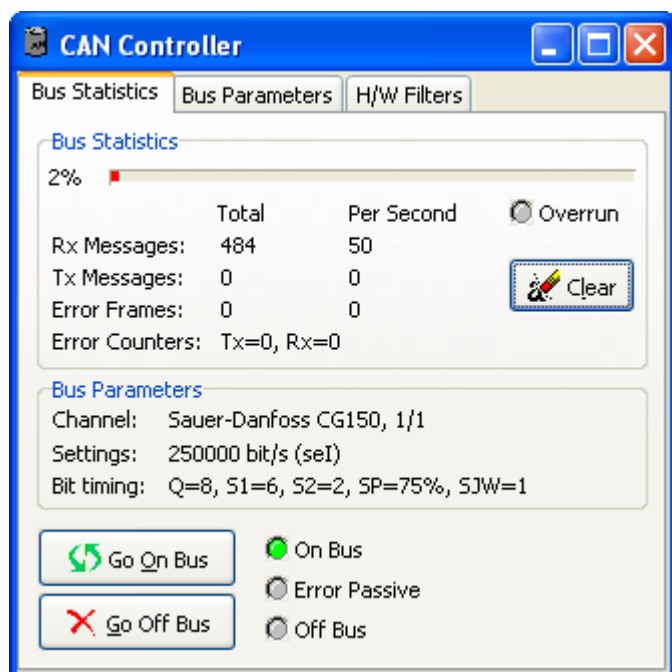 CAN Controller
Bus Statistics Bus Parameters H/W Filters
Bus Statistics
2%
Total Per Second Overrun
Rx Messages: 484 50
Tx Messages: 0 0
Clear
Error Frames: 0 0
Error Counters: Tx=0, Rx=0
Bus Parameters
Channel: Sauer-Danfoss CG150, 1/1
Settings: 250000 bit/s (seI)
Bit timing: Q=8, S1=6, S2=2, SP=75%, SJW=1
Go On Bus
On Bus
Error Passive
Go Off Bus
Off Bus